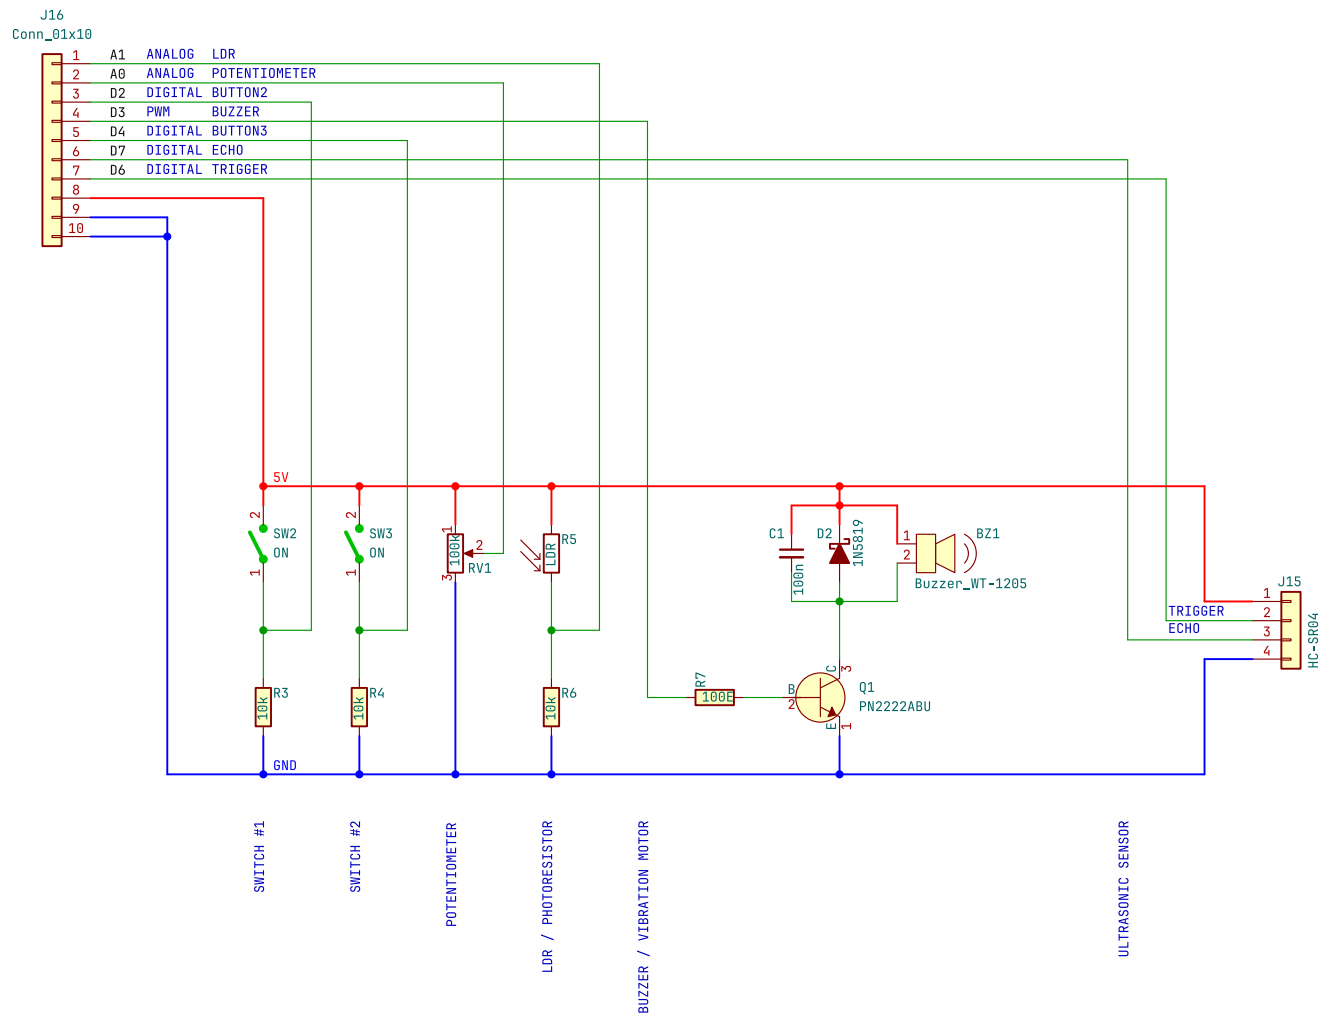 J16
Conn_01x10
1 A1 ANALOG LDR
2 A0 ANALOG POTENTIOMETER
3 D2 DIGITAL BUTTON2
4 D3 PWM BUZZER
5 D4 DIGITAL BUTTON3
6 D7 DIGITAL ECHO
7 D6 DIGITAL TRIGGER
8
9
10
5V
2
SW2
ON
1
2
SW3
ON
1
1
100k
2
RV1
3
R5
LDR
C1
100n
D2
1N5819
1
2
BZ1
Buzzer_WT-1205
J15
1
TRIGGER 2
ECHO 3
4
HC-SR04
R3
10k
R4
10k
R6
10k
R7
100E
B
2
C
3
E
1
Q1
PN2222ABU
GND
SWITCH #1
SWITCH #2
POTENTIOMETER
LDR / PHOTORESISTOR
BUZZER / VIBRATION MOTOR
ULTRASONIC SENSOR